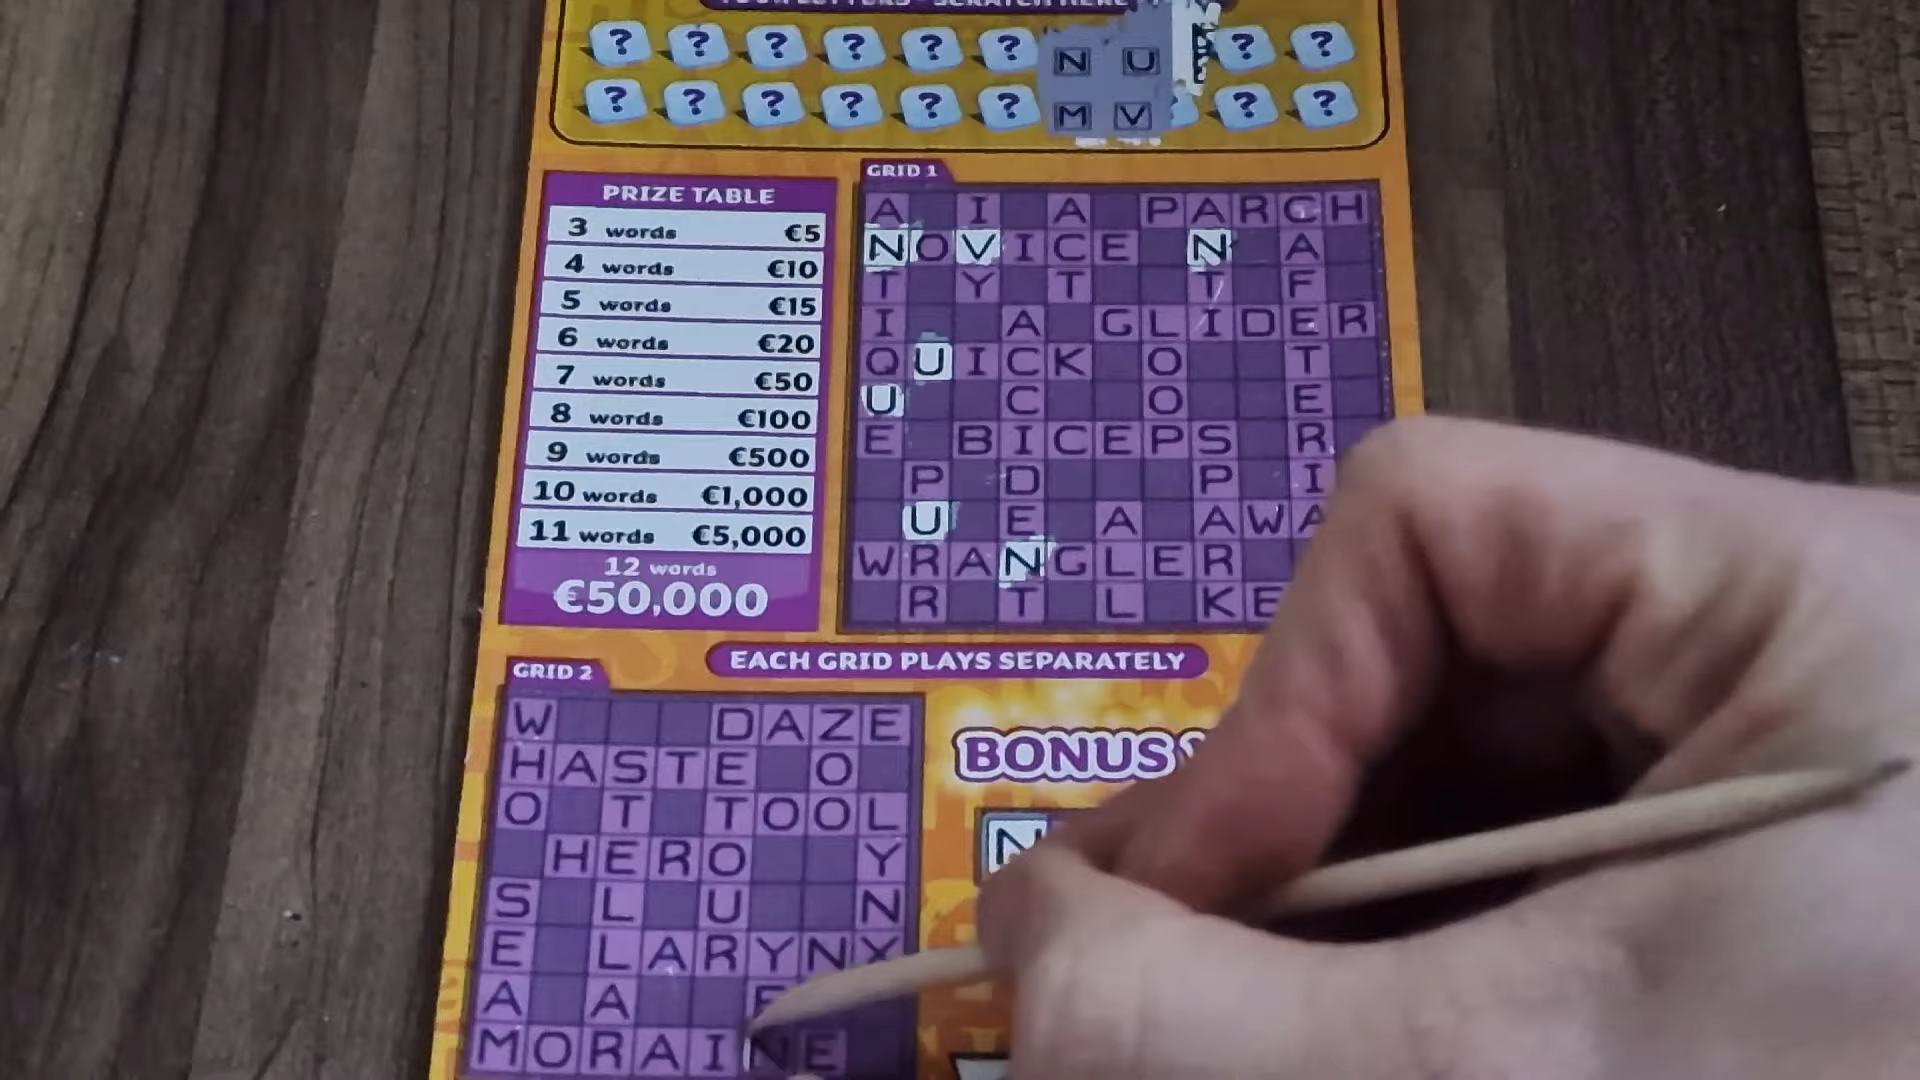 ? ? ? ? ? ? N U ? ?
? ? ? ? ? ? M V ? ?
PRIZE TABLE
3 words €5
4 words €10
5 words €15
6 words €20
7 words €50
8 words €100
9 words €500
10 words €1,000
11 words €5,000
12 words
€50,000
GRID 1
A I A PARCH
NOVICE N A
T Y T T F
I A GLIDER
QUICK O T
U C O E
E BICEPS R
P D P I
U E A AWA
WRANGLER
R T L KE
EACH GRID PLAYS SEPARATELY
GRID 2
W DAZE
HASTE O
O T TOOL
HERO Y
S L U N
E LARYNX
A A
MORAINE
BONUS
N